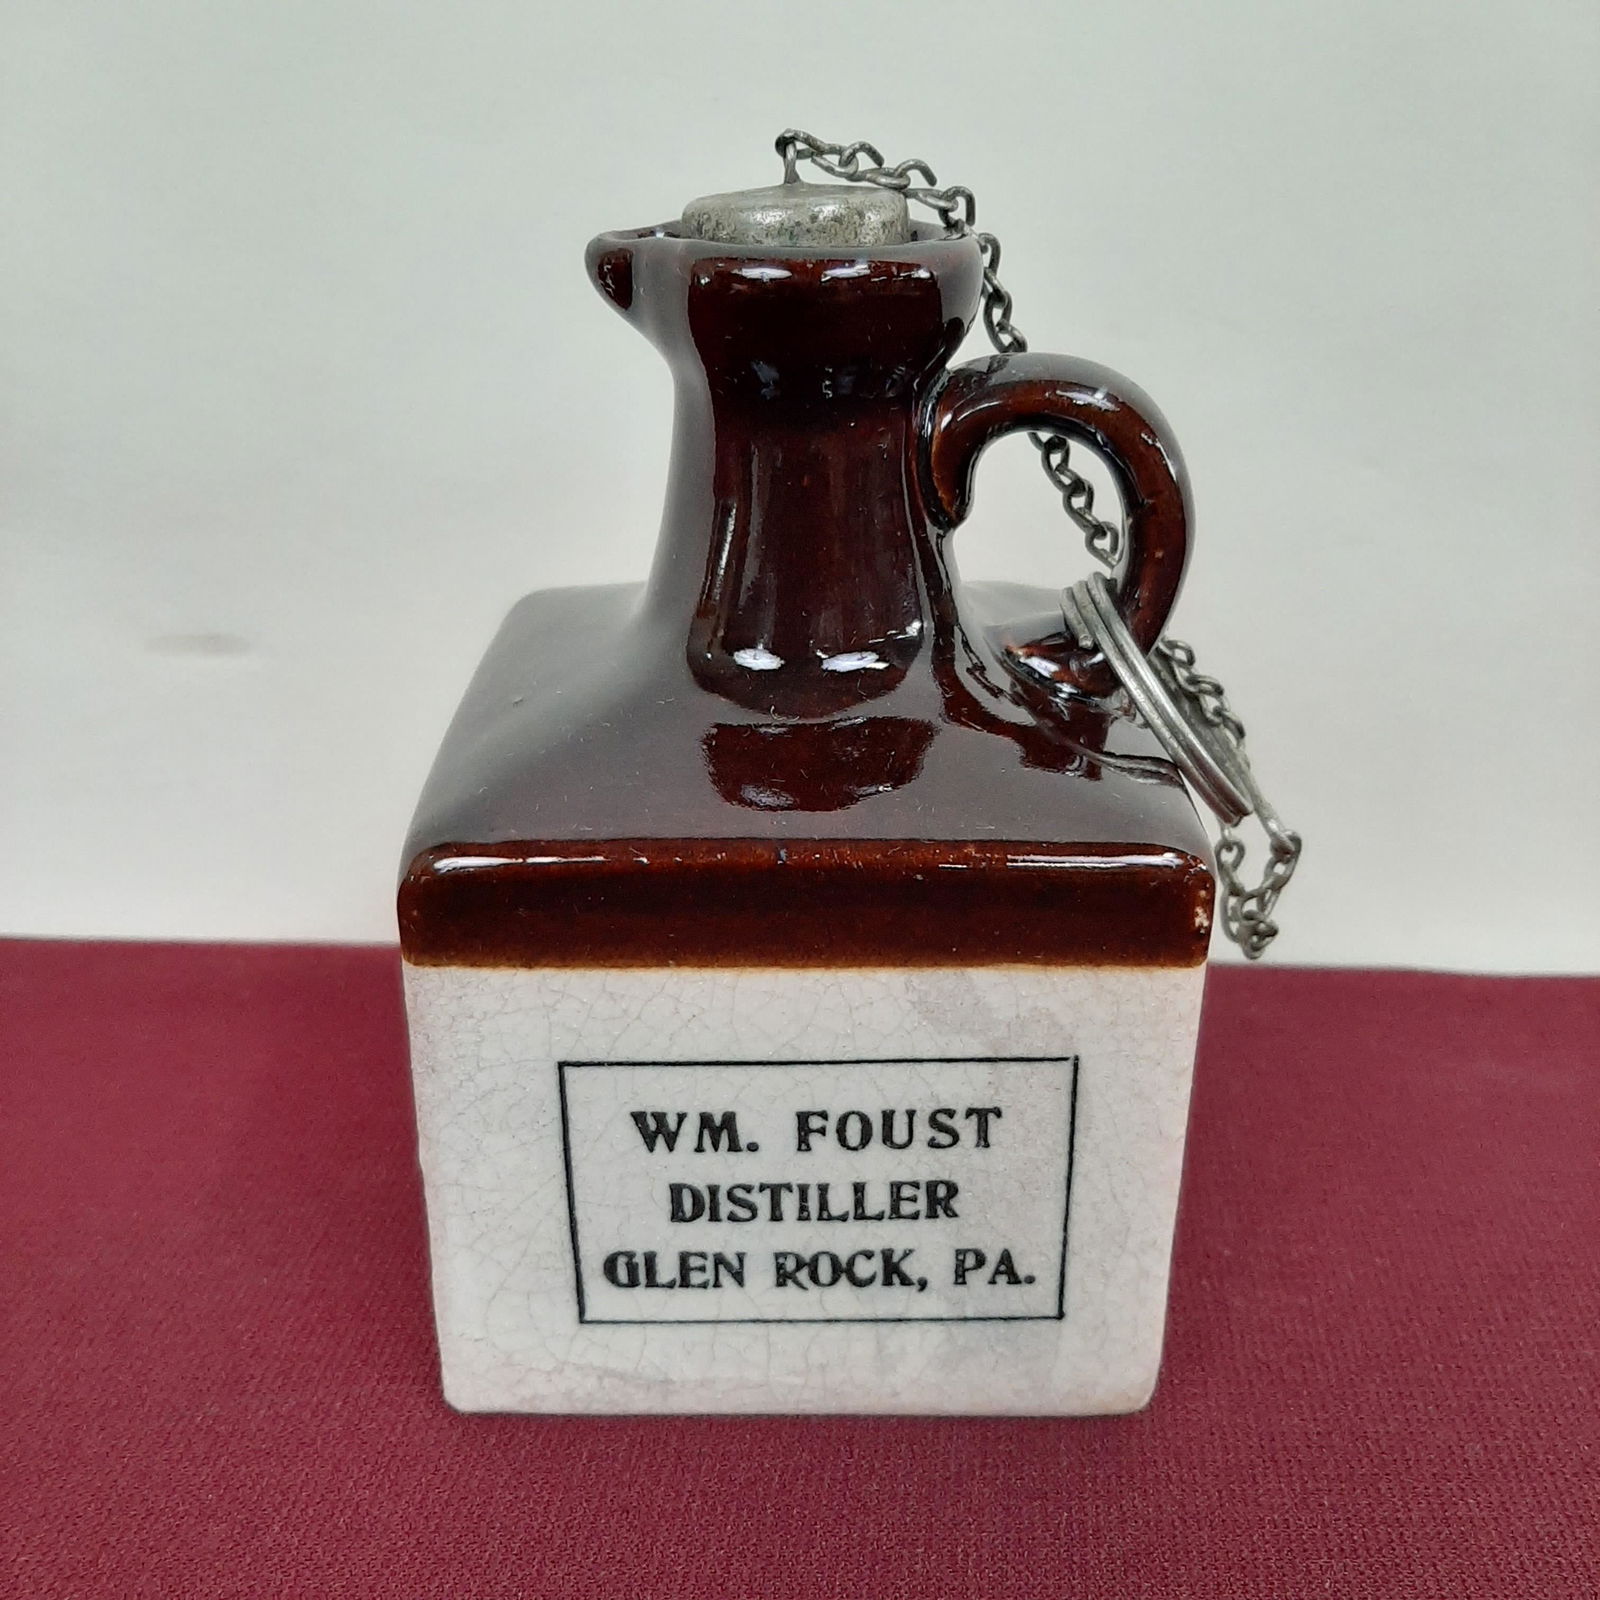 WM. FOUST
DISTILLER
GLEN ROCK, PA.